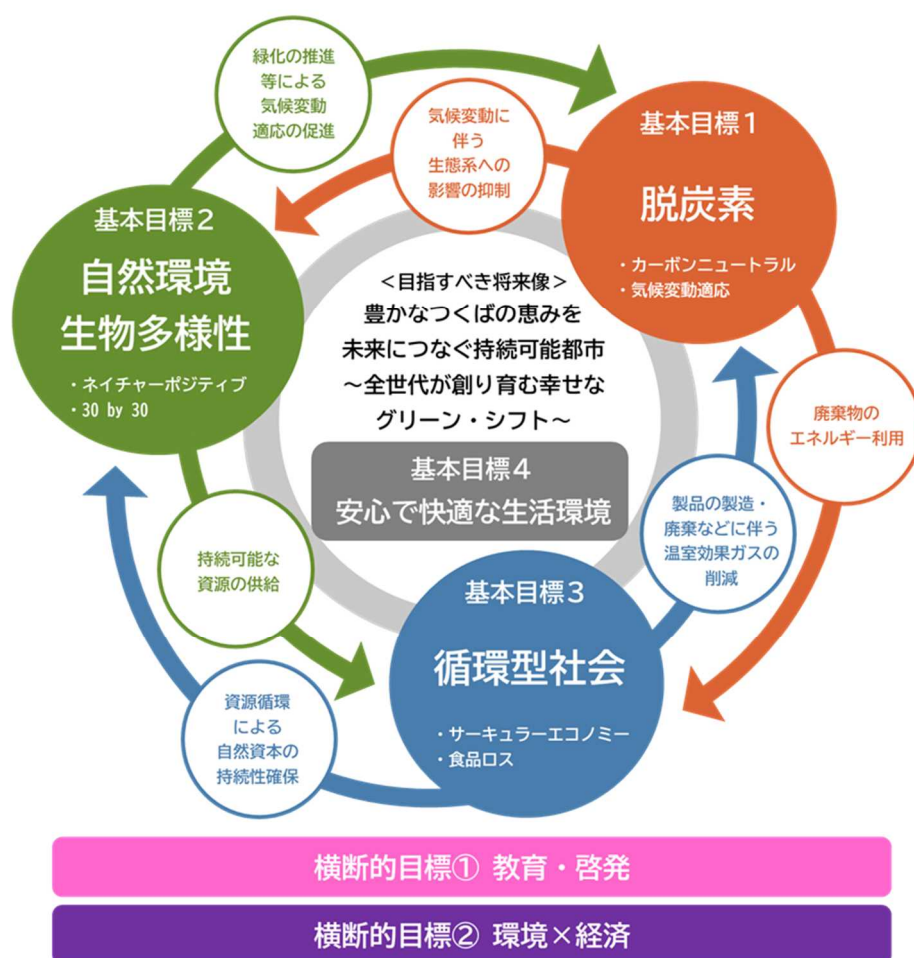 緑化の推進
等による
気候変動
適応の促進
気候変動に
伴う
生態系への
影響の抑制
基本目標1
脱炭素
・カーボンニュートラル
・気候変動適応
基本目標2
自然環境
生物多様性
・ネイチャーポジティブ
・30 by 30
＜目指すべき将来像＞
豊かなつくばの恵みを
未来につなぐ持続可能都市
～全世代が創り育む幸せな
グリーン・シフト～
基本目標4
安心で快適な生活環境
廃棄物の
エネルギー利用
製品の製造・
廃棄などに伴う
温室効果ガスの
削減
持続可能な
資源の供給
基本目標3
循環型社会
・サーキュラーエコノミー
・食品ロス
資源循環
による
自然資本の
持続性確保
横断的目標① 教育・啓発
横断的目標② 環境×経済